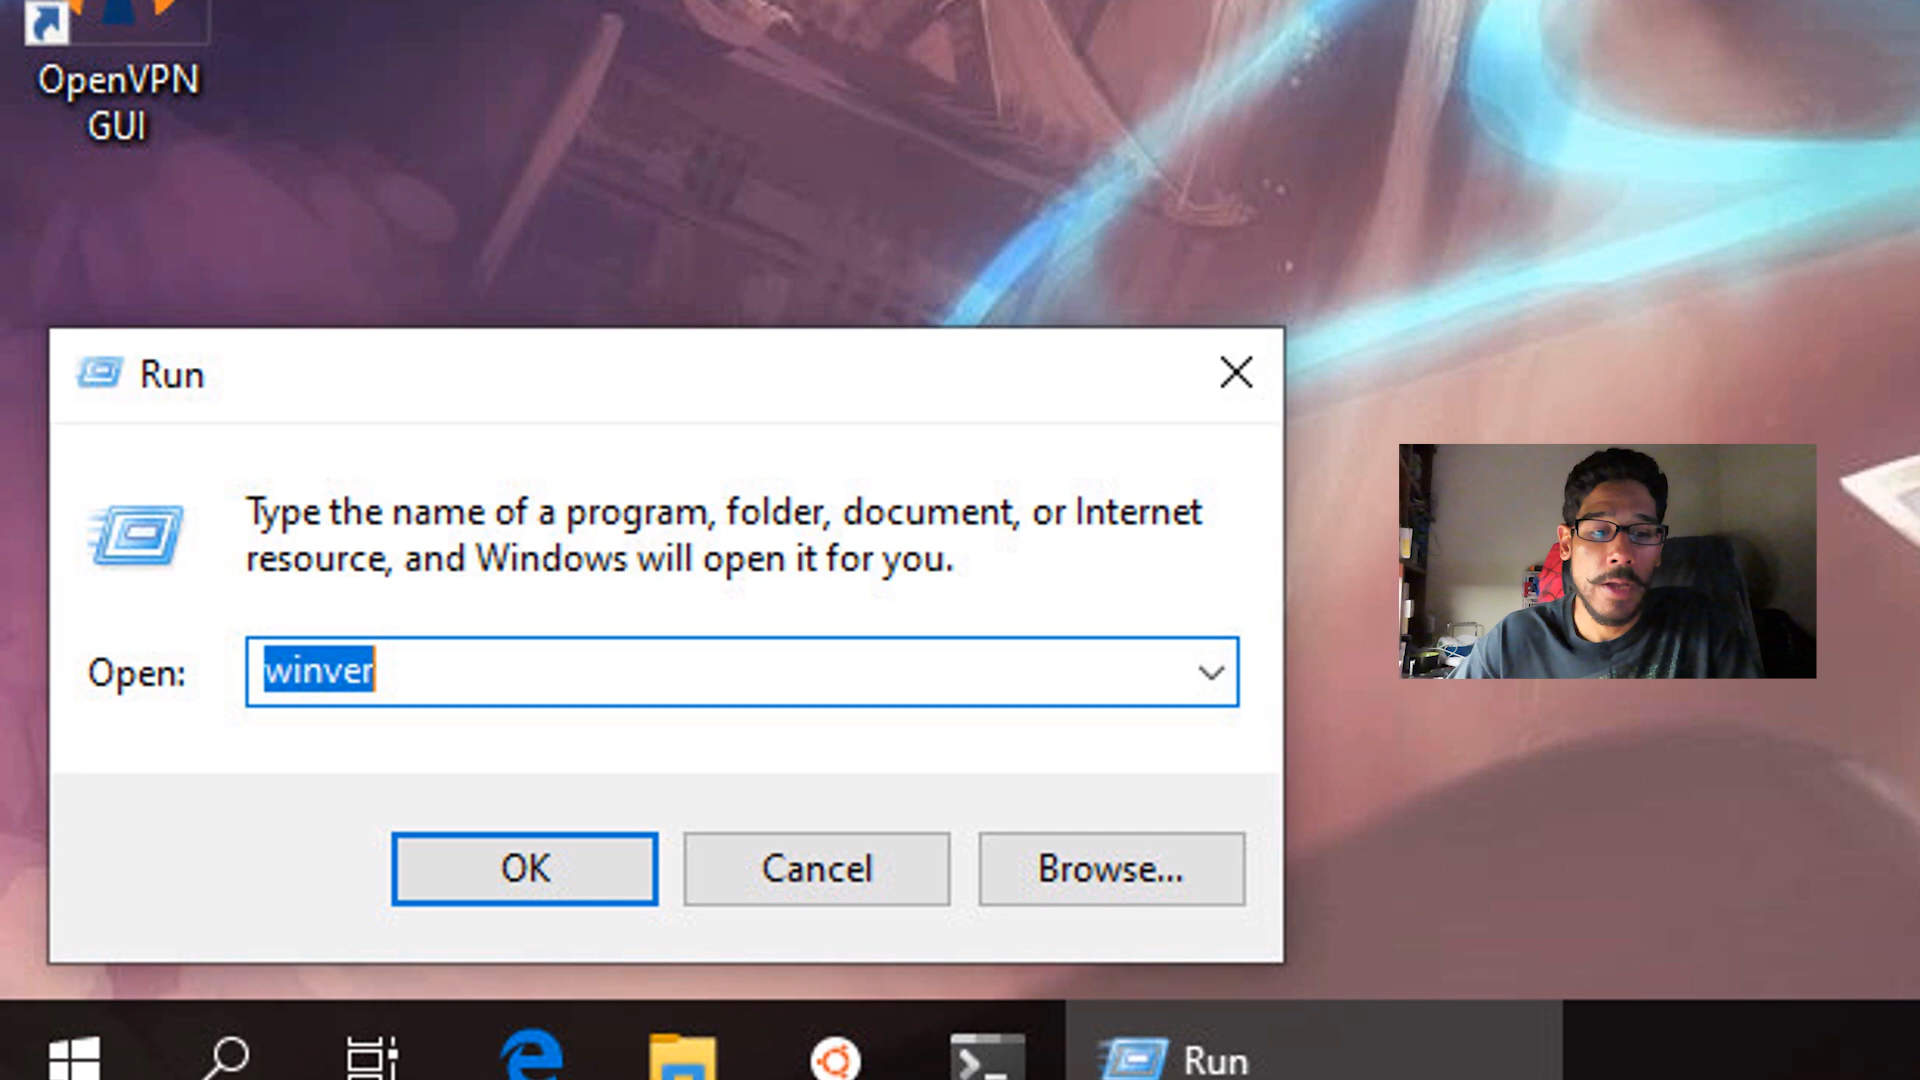 OpenVPN
GUI
Run
Type the name of a program, folder, document, or Internet
resource, and Windows will open it for you.
Open:
winver
OK
Cancel
Browse...
Run